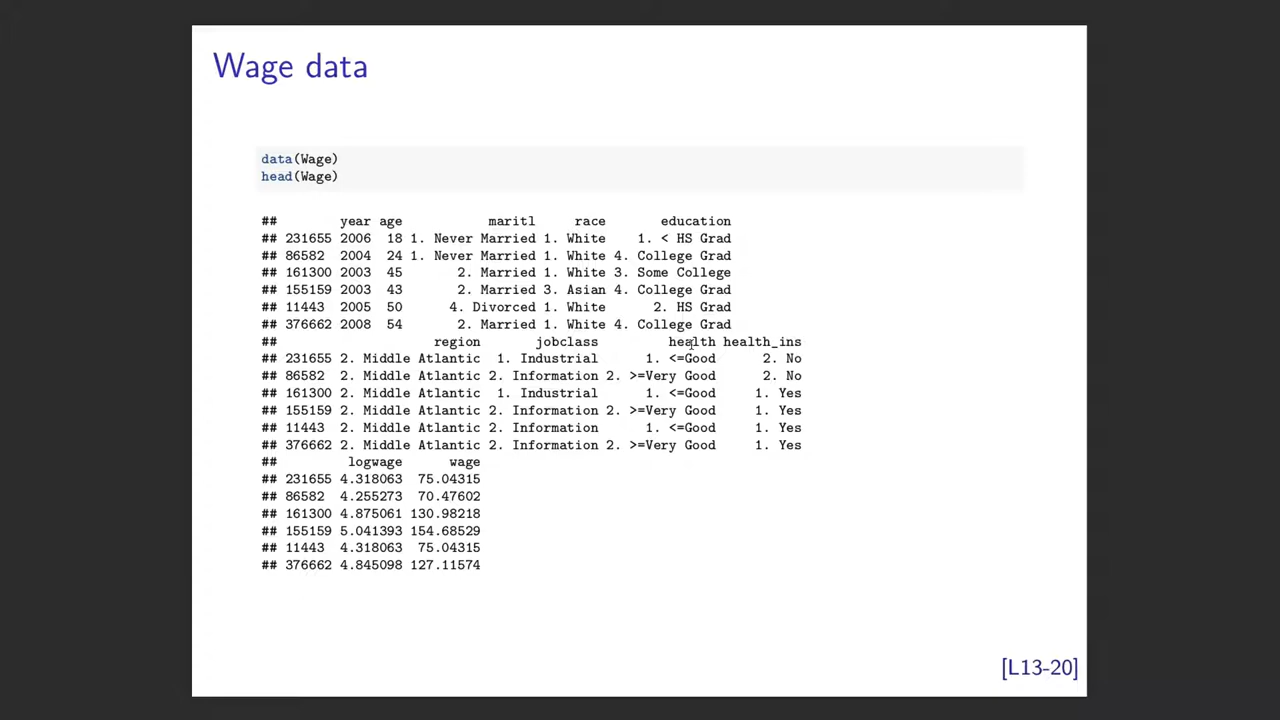 Wage data
data(Wage)
head(Wage)
##        year age           maritl     race       education
## 231655 2006  18 1. Never Married 1. White    1. < HS Grad
## 86582  2004  24 1. Never Married 1. White 4. College Grad
## 161300 2003  45       2. Married 1. White 3. Some College
## 155159 2003  43       2. Married 3. Asian 4. College Grad
## 11443  2005  50      4. Divorced 1. White      2. HS Grad
## 376662 2008  54       2. Married 1. White 4. College Grad
##                    region       jobclass         health health_ins
## 231655 2. Middle Atlantic  1. Industrial      1. <=Good      2. No
## 86582  2. Middle Atlantic 2. Information 2. >=Very Good      2. No
## 161300 2. Middle Atlantic  1. Industrial      1. <=Good     1. Yes
## 155159 2. Middle Atlantic 2. Information 2. >=Very Good     1. Yes
## 11443  2. Middle Atlantic 2. Information      1. <=Good     1. Yes
## 376662 2. Middle Atlantic 2. Information 2. >=Very Good     1. Yes
##         logwage      wage
## 231655 4.318063  75.04315
## 86582  4.255273  70.47602
## 161300 4.875061 130.98218
## 155159 5.041393 154.68529
## 11443  4.318063  75.04315
## 376662 4.845098 127.11574
[L13-20]